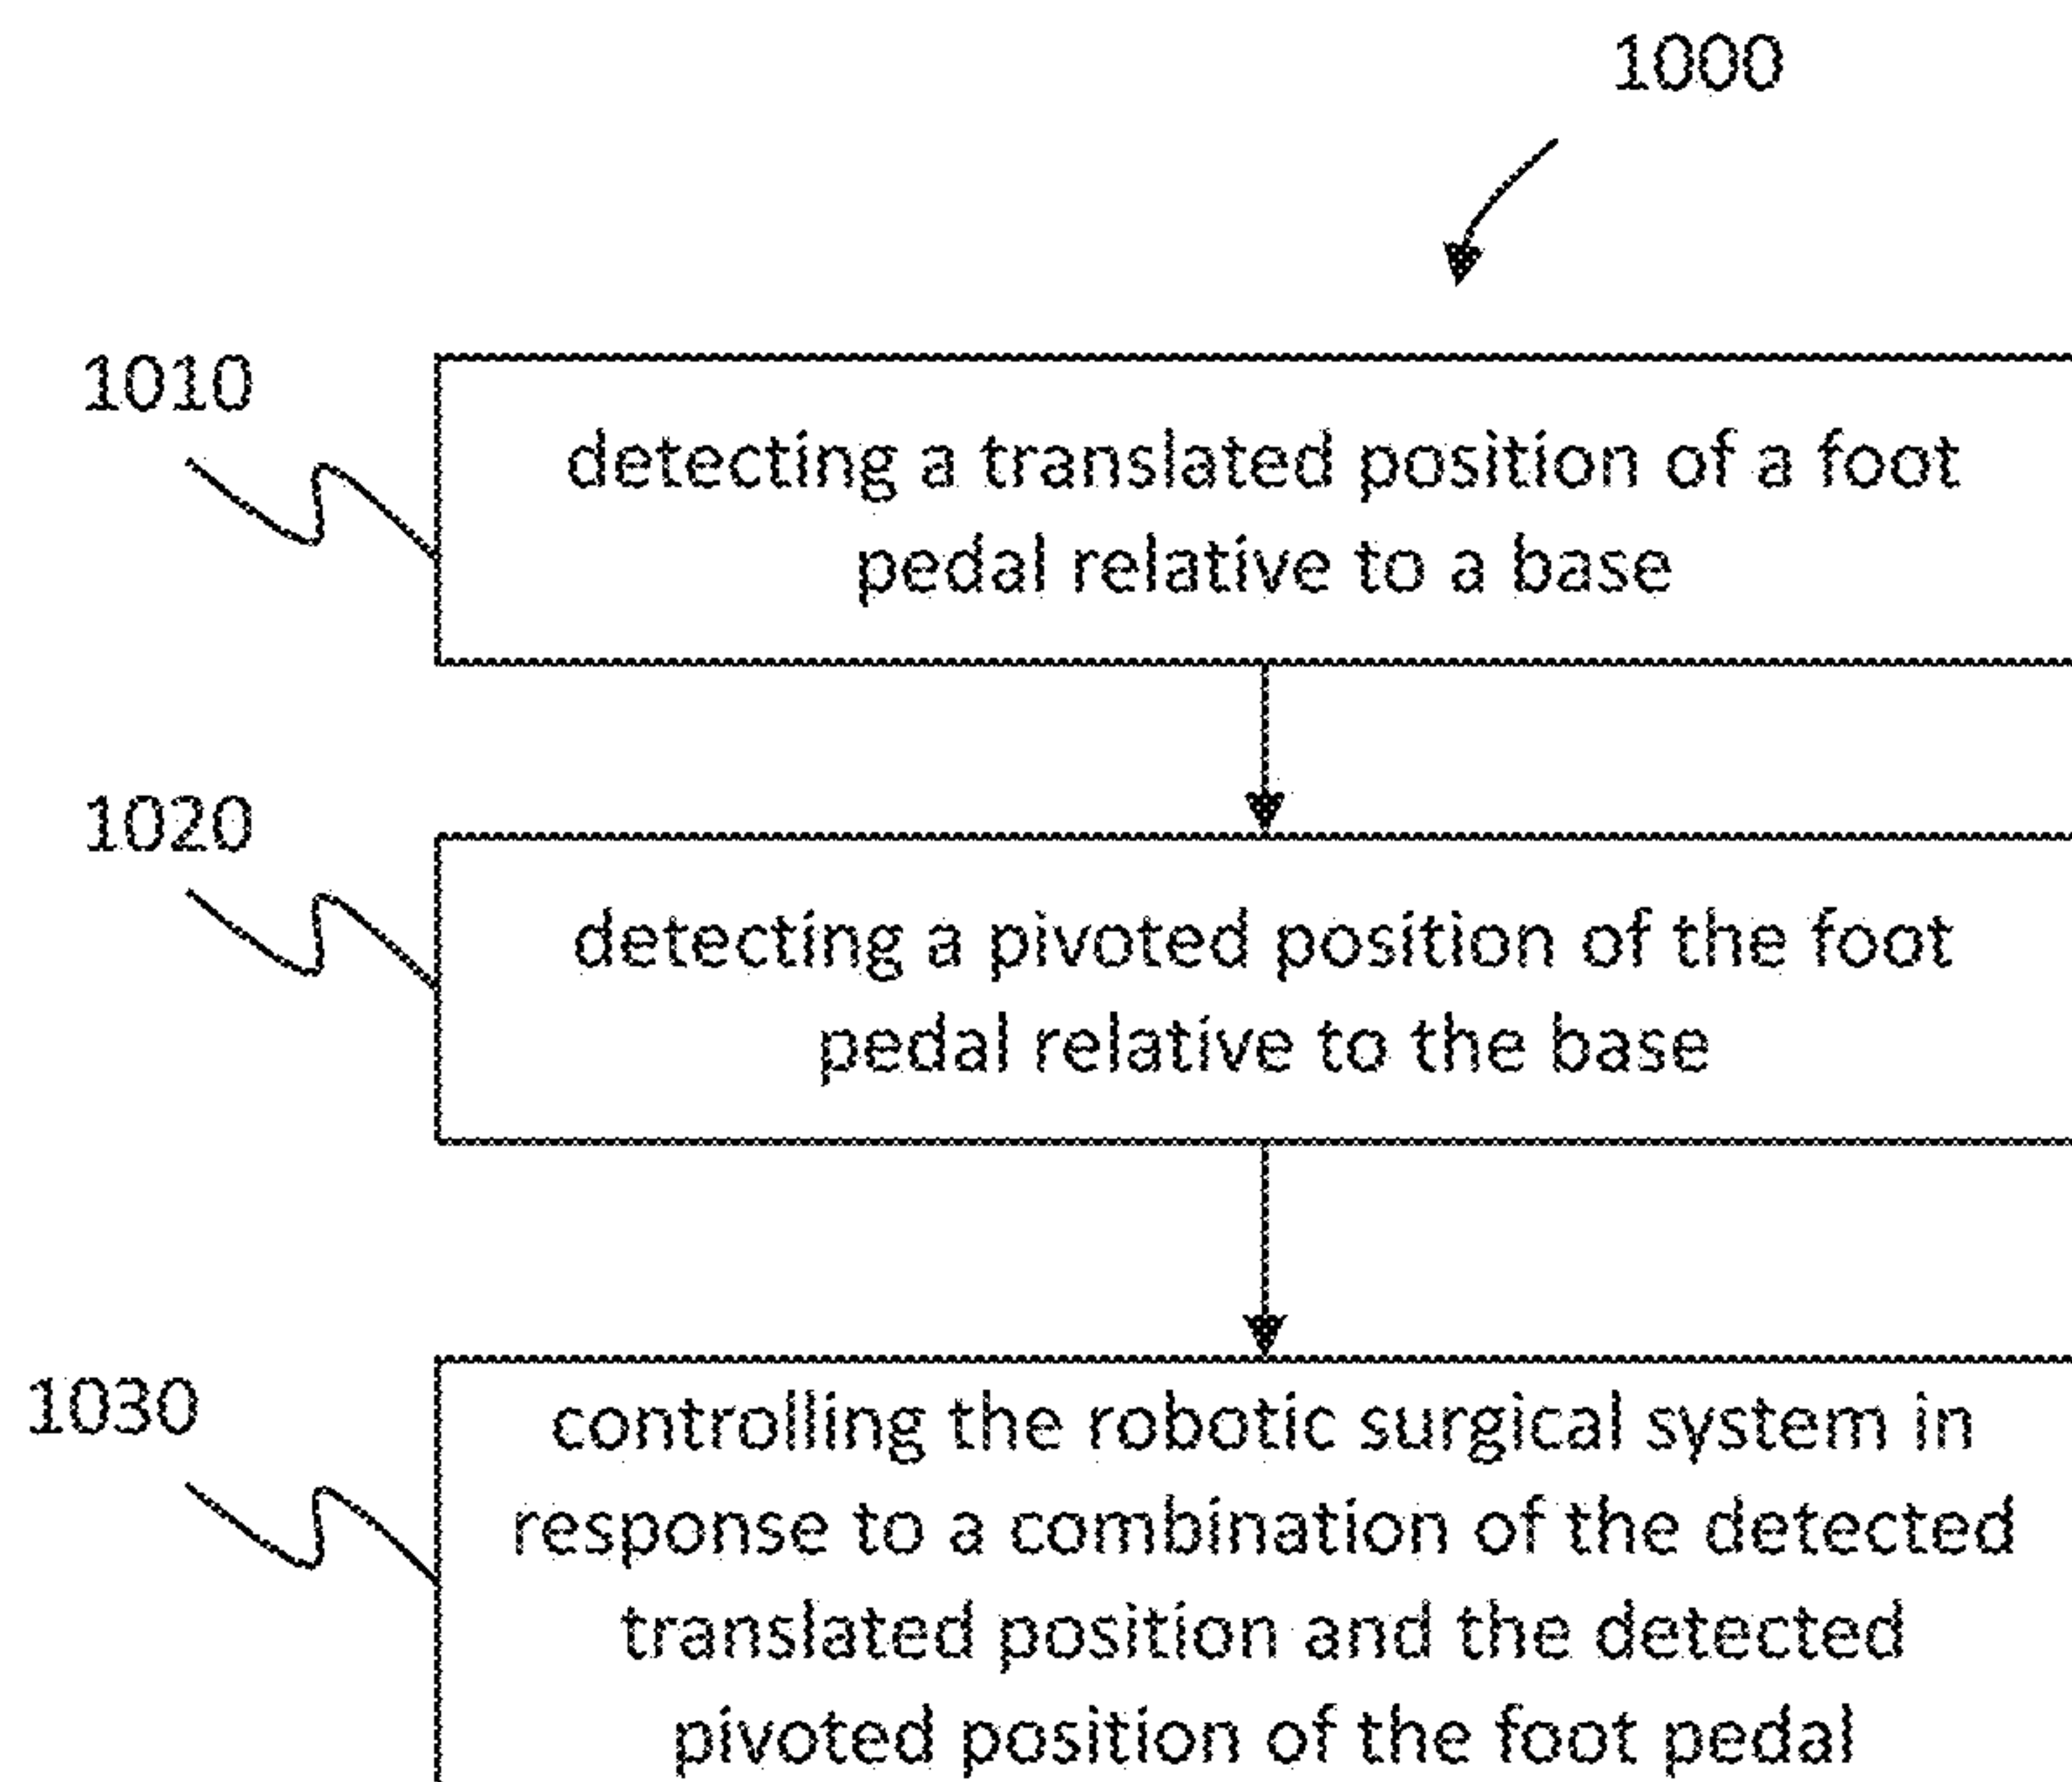 1000
1010
detecting a translated position of a foot
pedal relative to a base
1020
detecting a pivoted position of the foot
pedal relative to the base
1030
controlling the robotic surgical system in
response to a combination of the detected
translated position and the detected
pivoted position of the foot pedal